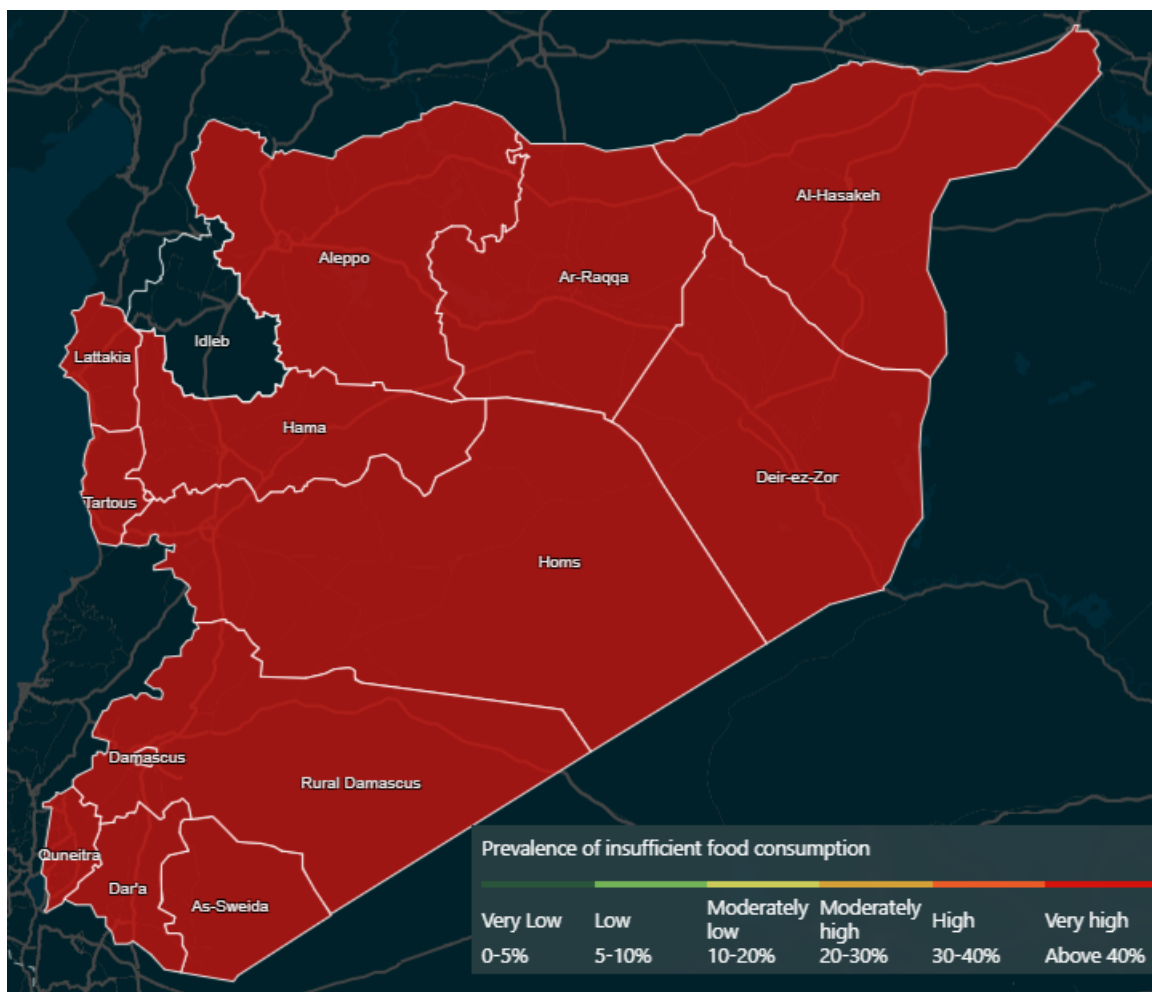 Al-Hasakeh
Aleppo
Ar-Raqqa
Idleb
Lattakia
Hama
Deir-ez-Zor
Tartous
Homs
Damascus
Rural Damascus
Quneitra
Dar'a
As-Sweida
Prevalence of insufficient food consumption
Very Low
0-5%
Low
5-10%
Moderately
low
10-20%
Moderately
high
20-30%
High
30-40%
Very high
Above 40%